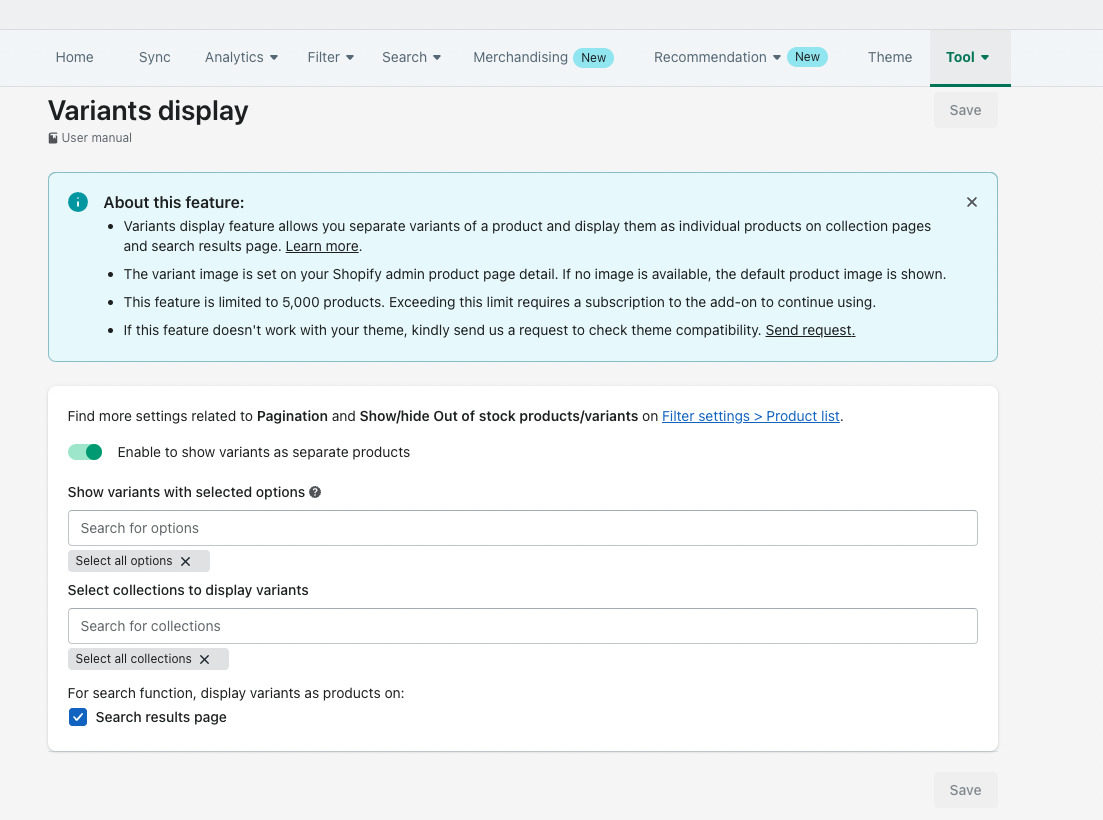 Home Sync Analytics Filter Search Merchandising New Recommendation New Theme Tool
Variants display
Save
User manual
About this feature:
Variants display feature allows you separate variants of a product and display them as individual products on collection pages
and search results page. Learn more.
The variant image is set on your Shopify admin product page detail. If no image is available, the default product image is shown.
This feature is limited to 5,000 products. Exceeding this limit requires a subscription to the add-on to continue using.
If this feature doesn't work with your theme, kindly send us a request to check theme compatibility. Send request.
Find more settings related to Pagination and Show/hide Out of stock products/variants on Filter settings > Product list.
Enable to show variants as separate products
Show variants with selected options
Search for options
Select all options
Select collections to display variants
Search for collections
Select all collections
For search function, display variants as products on:
Search results page
Save